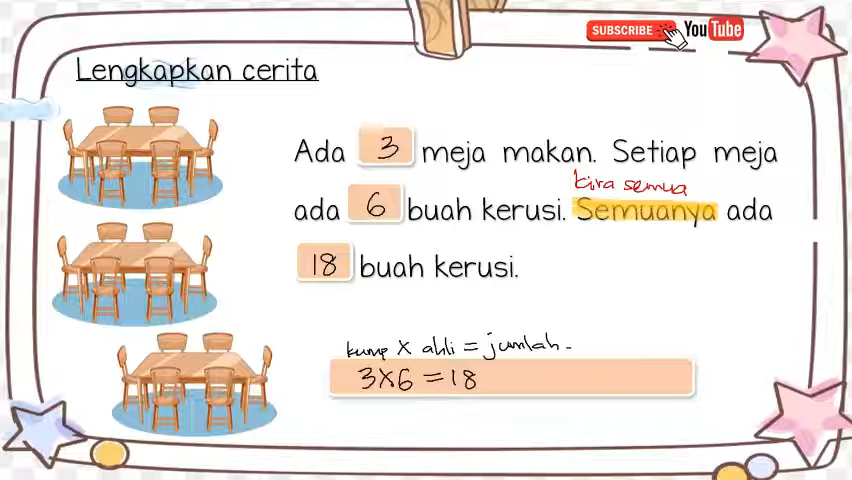 SUBSCRIBE YouTube
Lengkapkan cerita
Ada 3 meja makan. Setiap meja
kira semua
ada 6 buah kerusi. Semuanya ada
18 buah kerusi.
kump x ahli = jumlah
3x6 = 18